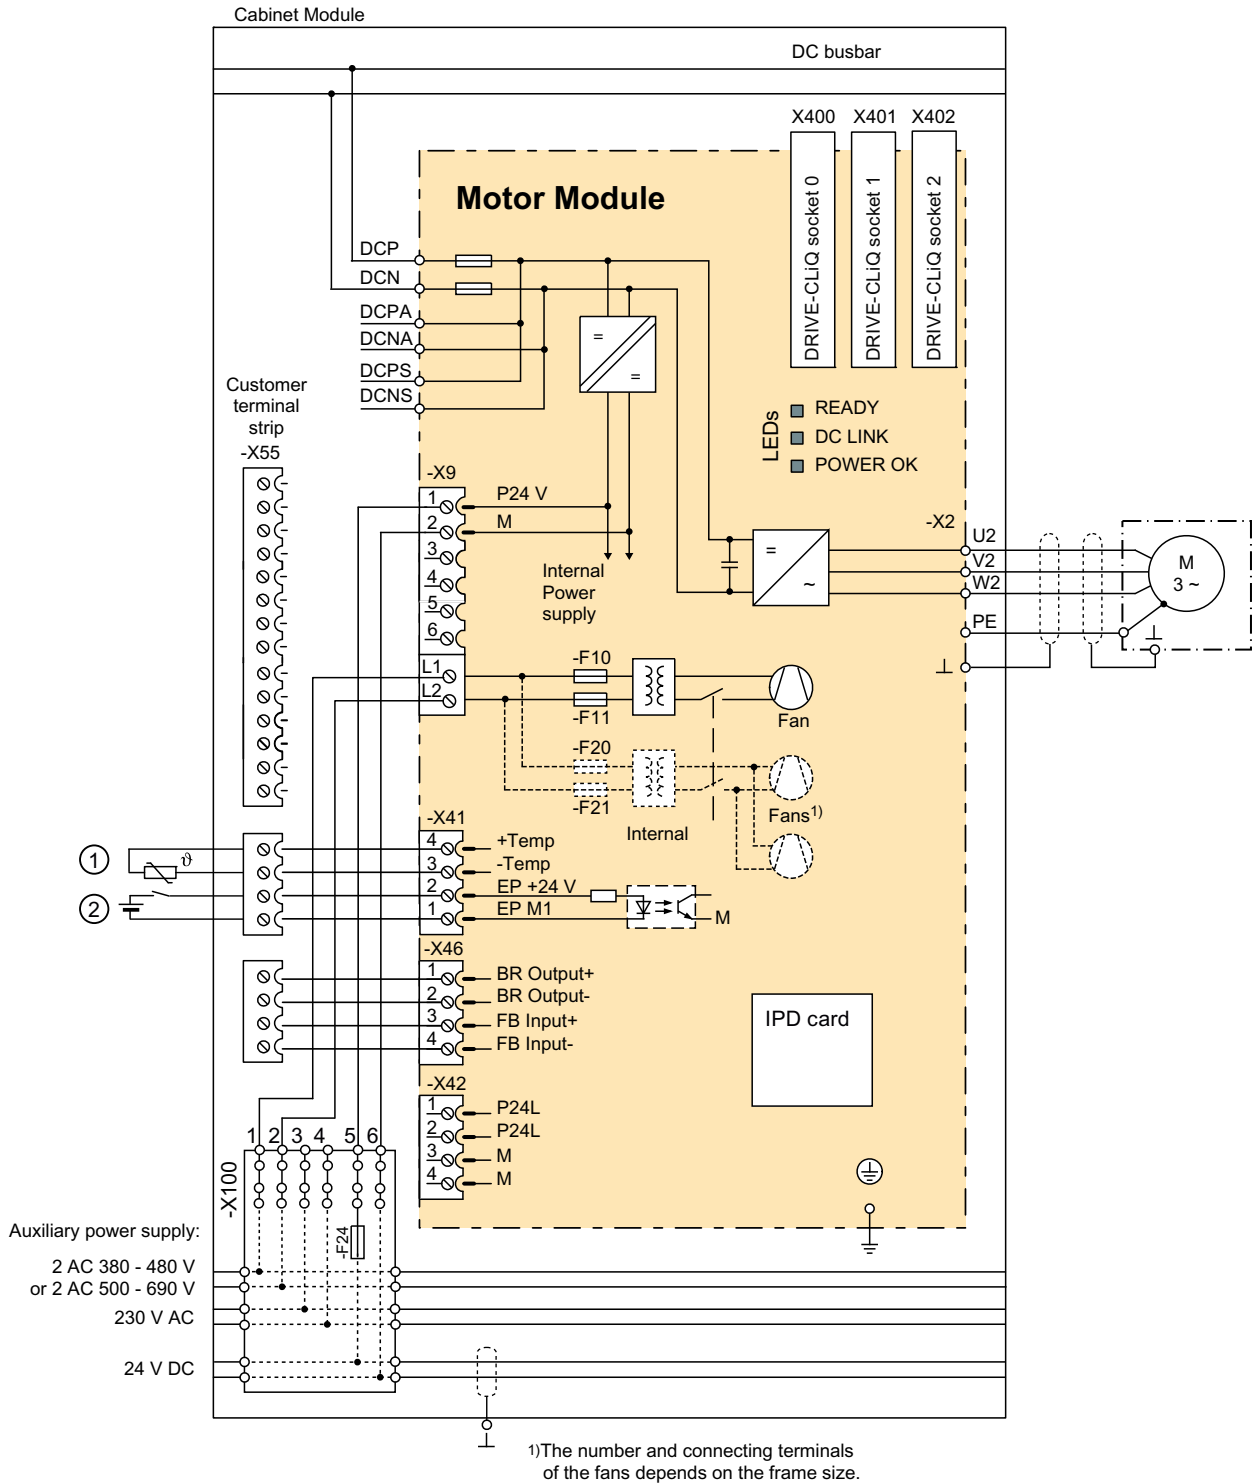 Cabinet Module
DC busbar
X400 X401 X402
DRIVE-CLiQ socket 0
DRIVE-CLiQ socket 1
DRIVE-CLiQ socket 2
Motor Module
DCP
DCN
DCPA
DCNA
DCPS
DCNS
=
=
LEDs
READY
DC LINK
POWER OK
Customer
terminal
strip
-X55
-X9
1 P24 V
2 M
3
4
5
6
L1
L2
Internal
Power
supply
=
~
-X2
U2
V2
W2
PE
M
3 ~
-F10
-F11
Fan
-F20
-F21
Internal
Fans1)
-X41
4 +Temp
3 -Temp
2 EP +24 V
1 EP M1
M
1
ϑ
2
-X46
1 BR Output+
2 BR Output-
3 FB Input+
4 FB Input-
IPD card
-X42
1 P24L
2 P24L
3 M
4 M
1 2 3 4 5 6
-X100
-F24
Auxiliary power supply:
2 AC 380 - 480 V
or 2 AC 500 - 690 V
230 V AC
24 V DC
1)The number and connecting terminals
of the fans depends on the frame size.